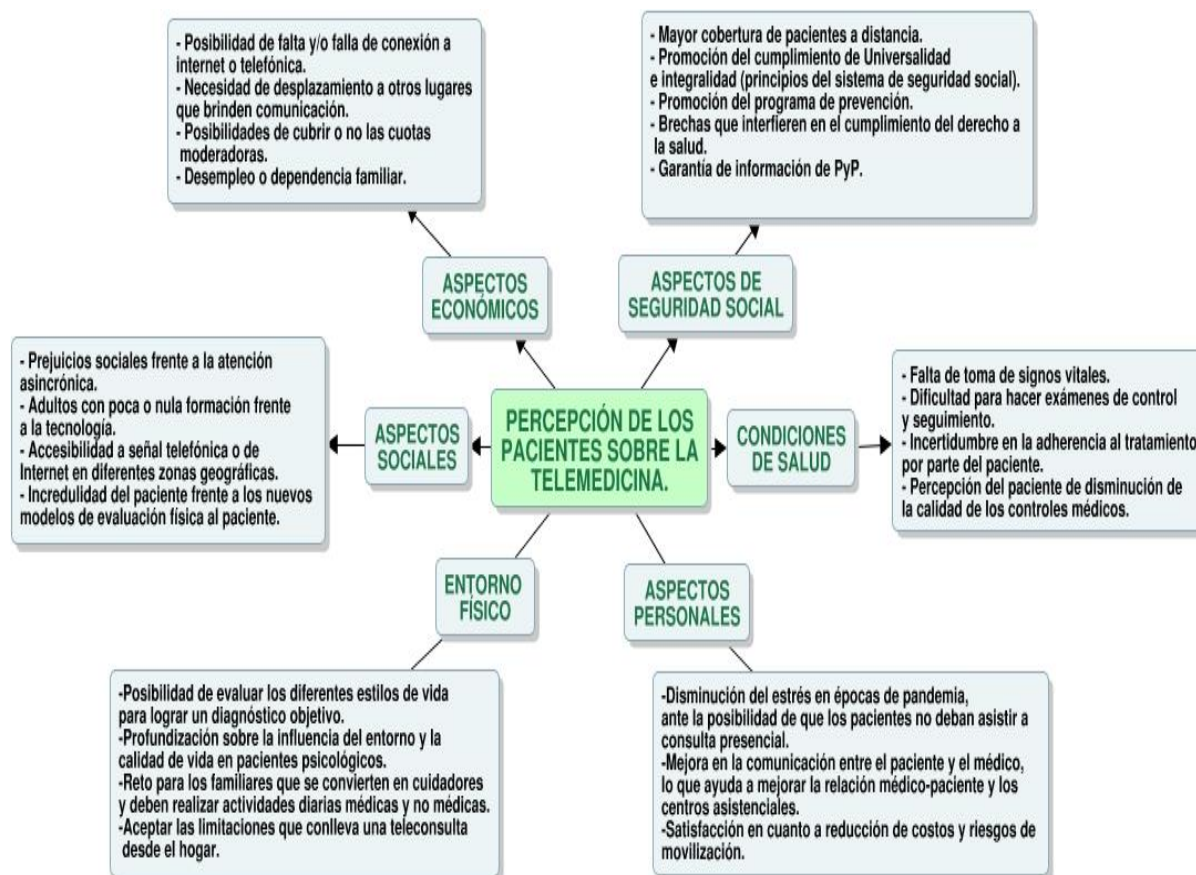 - Posibilidad de falta y/o falla de conexión a
internet o telefónica.
- Necesidad de desplazamiento a otros lugares
que brinden comunicación.
- Posibilidades de cubrir o no las cuotas
moderadoras.
- Desempleo o dependencia familiar.
- Mayor cobertura de pacientes a distancia.
- Promoción del cumplimiento de Universalidad
e integralidad (principios del sistema de seguridad social).
- Promoción del programa de prevención.
- Brechas que interfieren en el cumplimiento del derecho a
la salud.
- Garantía de información de PyP.
ASPECTOS
ECONÓMICOS
ASPECTOS DE
SEGURIDAD SOCIAL
- Prejuicios sociales frente a la atención
asincrónica.
- Adultos con poca o nula formación frente
a la tecnología.
- Accesibilidad a señal telefónica o de
Internet en diferentes zonas geográficas.
- Incredulidad del paciente frente a los nuevos
modelos de evaluación física al paciente.
ASPECTOS
SOCIALES
PERCEPCIÓN DE LOS
PACIENTES SOBRE LA
TELEMEDICINA.
CONDICIONES
DE SALUD
- Falta de toma de signos vitales.
- Dificultad para hacer exámenes de control
y seguimiento.
- Incertidumbre en la adherencia al tratamiento
por parte del paciente.
- Percepción del paciente de disminución de
la calidad de los controles médicos.
ENTORNO
FÍSICO
ASPECTOS
PERSONALES
-Posibilidad de evaluar los diferentes estilos de vida
para lograr un diagnóstico objetivo.
-Profundización sobre la influencia del entorno y la
calidad de vida en pacientes psicológicos.
-Reto para los familiares que se convierten en cuidadores
y deben realizar actividades diarias médicas y no médicas.
-Aceptar las limitaciones que conlleva una teleconsulta
desde el hogar.
-Disminución del estrés en épocas de pandemia,
ante la posibilidad de que los pacientes no deban asistir a
consulta presencial.
-Mejora en la comunicación entre el paciente y el médico,
lo que ayuda a mejorar la relación médico-paciente y los
centros asistenciales.
-Satisfacción en cuanto a reducción de costos y riesgos de
movilización.